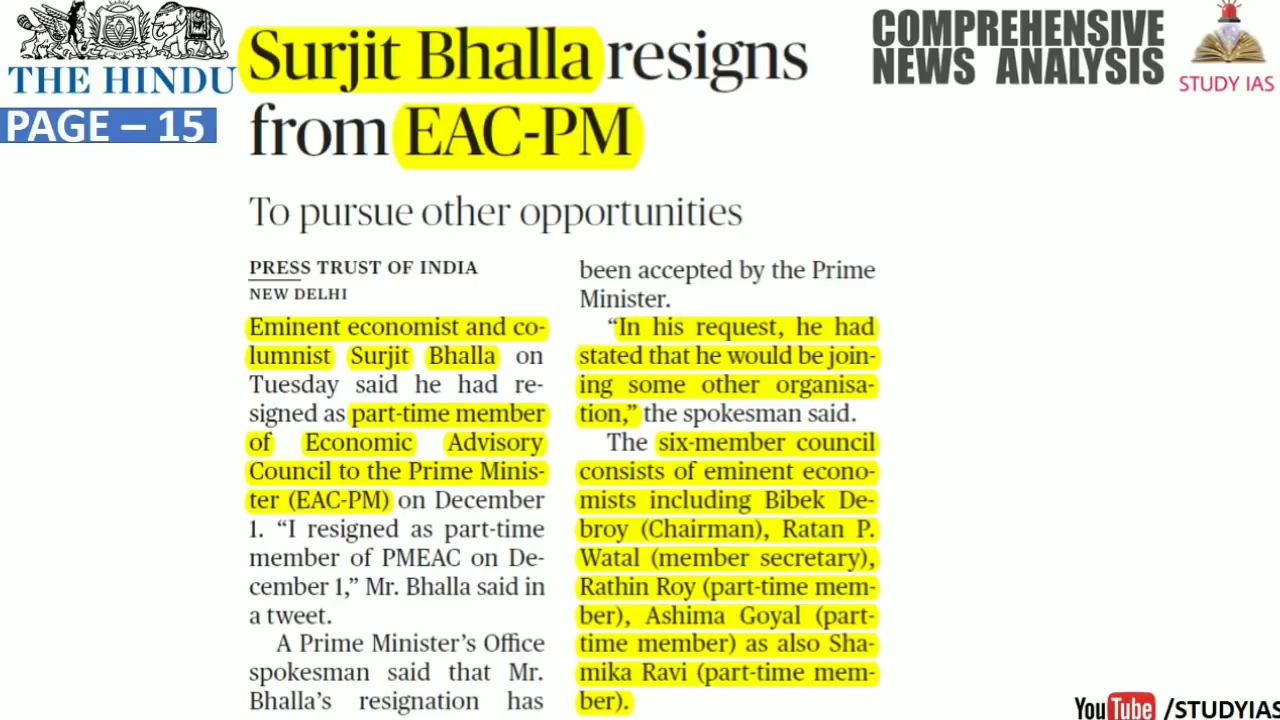 THE HINDU
PAGE – 15
Surjit Bhalla resigns
from EAC-PM
COMPREHENSIVE
NEWS ANALYSIS
STUDY IAS
To pursue other opportunities
PRESS TRUST OF INDIA
NEW DELHI
Eminent economist and co-
lumnist Surjit Bhalla on
Tuesday said he had re-
signed as part-time member
of Economic Advisory
Council to the Prime Minis-
ter (EAC-PM) on December
1. “I resigned as part-time
member of PMEAC on De-
cember 1,” Mr. Bhalla said in
a tweet.
A Prime Minister’s Office
spokesman said that Mr.
Bhalla’s resignation has
been accepted by the Prime
Minister.
“In his request, he had
stated that he would be join-
ing some other organisa-
tion,” the spokesman said.
The six-member council
consists of eminent econo-
mists including Bibek De-
broy (Chairman), Ratan P.
Watal (member secretary),
Rathin Roy (part-time mem-
ber), Ashima Goyal (part-
time member) as also Sha-
mika Ravi (part-time mem-
ber).
YouTube /STUDYIAS